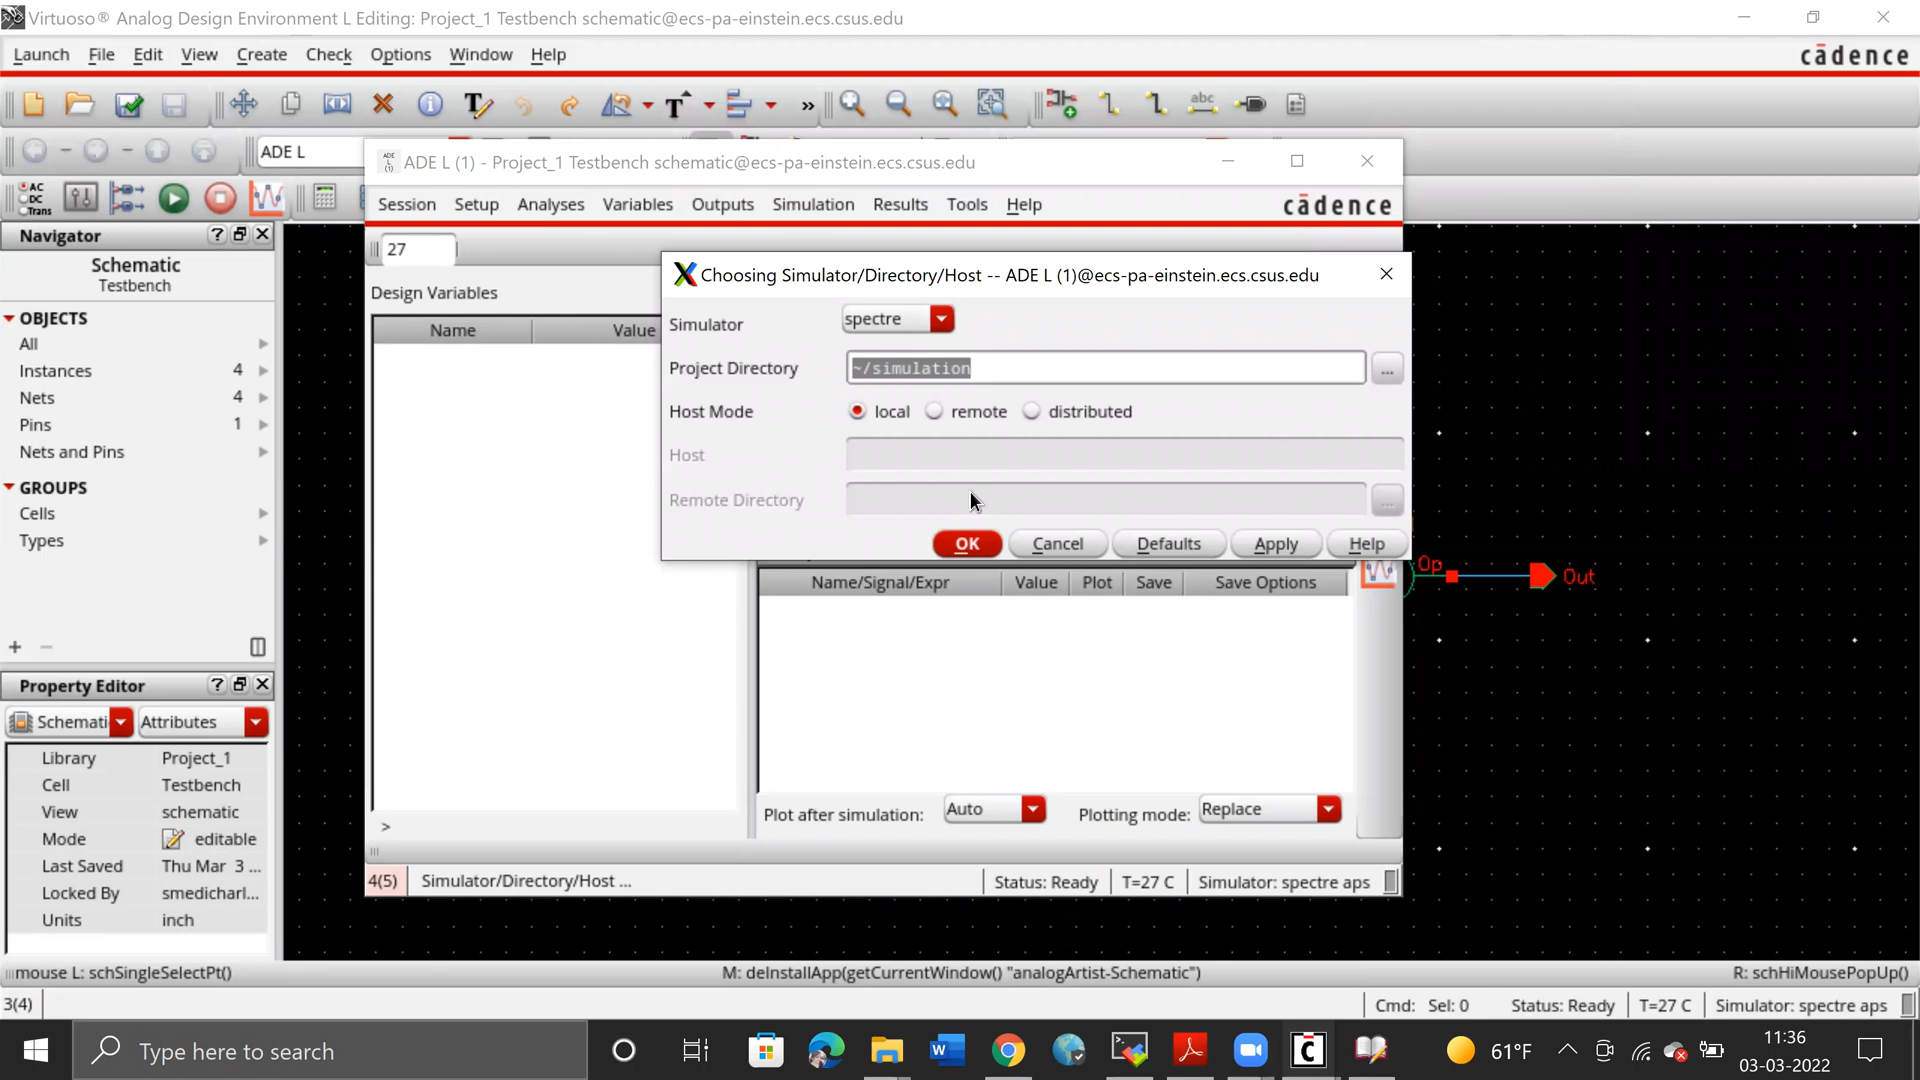 Virtuoso® Analog Design Environment L Editing: Project_1 Testbench schematic@ecs-pa-einstein.ecs.csus.edu
Launch File Edit View Create Check Options Window Help
cādence
T T » abc
ADE L
ADE L (1) - Project_1 Testbench schematic@ecs-pa-einstein.ecs.csus.edu
AC
DC
Trans
Session Setup Analyses Variables Outputs Simulation Results Tools Help
cādence
Navigator
27
Schematic
Testbench
Design Variables
Name Value
OBJECTS
All
Instances 4
Nets 4
Pins 1
Nets and Pins
GROUPS
Cells
Types
Choosing Simulator/Directory/Host -- ADE L (1)@ecs-pa-einstein.ecs.csus.edu
Simulator spectre
Project Directory ~/simulation ...
Host Mode local remote distributed
Host
Remote Directory ...
OK Cancel Defaults Apply Help
Name/Signal/Expr Value Plot Save Save Options
Op Out
Property Editor
Schemati Attributes
Library Project_1
Cell Testbench
View schematic
Mode editable
Last Saved Thu Mar 3 ...
Locked By smedicharl...
Units inch
Plot after simulation: Auto Plotting mode: Replace
>
4(5) Simulator/Directory/Host ... Status: Ready T=27 C Simulator: spectre aps
mouse L: schSingleSelectPt() M: deInstallApp(getCurrentWindow() "analogArtist-Schematic") R: schHiMousePopUp()
3(4) Cmd: Sel: 0 Status: Ready T=27 C Simulator: spectre aps
Type here to search
61°F
11:36
03-03-2022